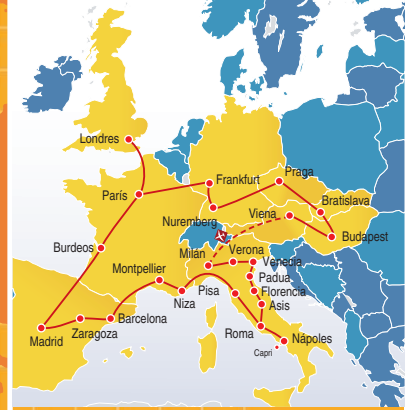 Londres
París
Frankfurt
Praga
Nuremberg
Viena
Bratislava
Budapest
Burdeos
Milán
Verona
Venecia
Montpellier
Padua
Niza
Pisa
Florencia
Asis
Barcelona
Zaragoza
Madrid
Roma
Nápoles
Capri